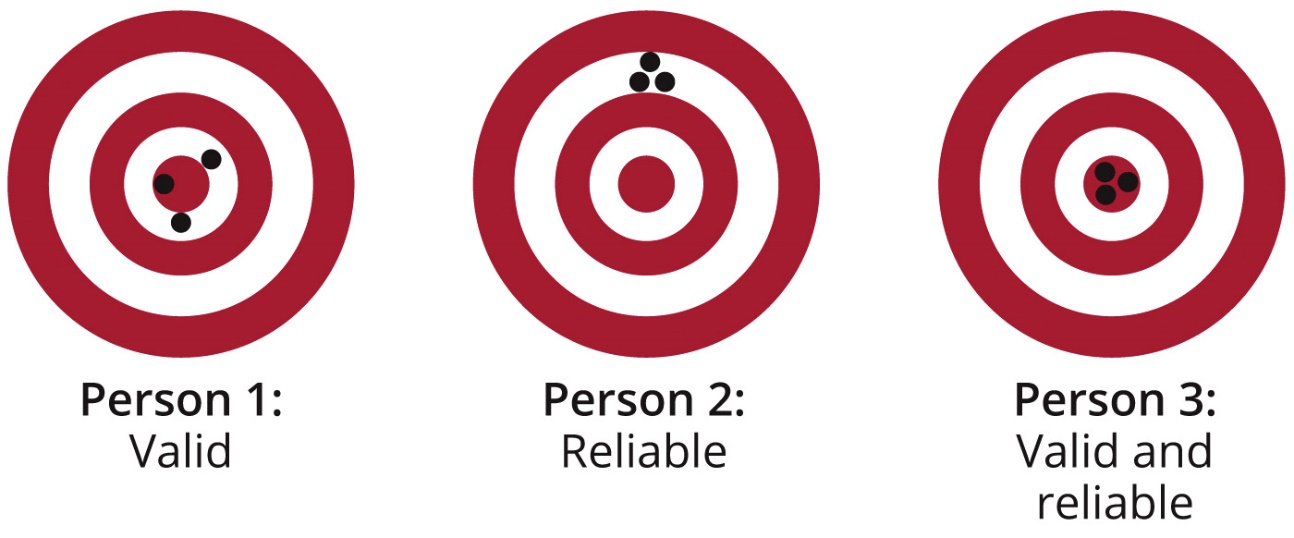 Person 1:
Valid
Person 2:
Reliable
Person 3:
Valid and
reliable